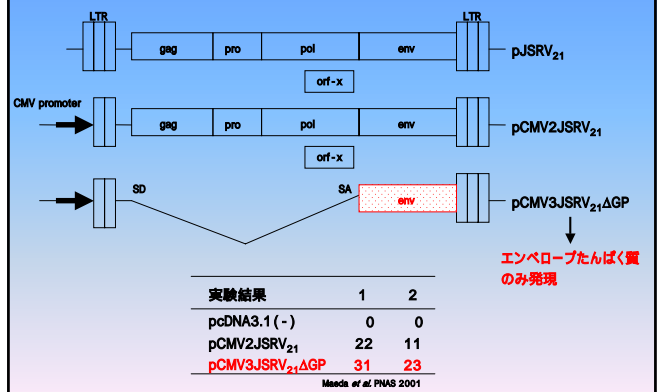 LTR LTR
gag pro pol env pJSRV21
orf-x
CMV promoter
gag pro pol env pCMV2JSRV21
orf-x
SD SA env pCMV3JSRV21ΔGP
エンベロープたんぱく質
のみ発現
実験結果 1 2
pcDNA3.1 (-) 0 0
pCMV2JSRV21 22 11
pCMV3JSRV21ΔGP 31 23
Maeda et al. PNAS 2001